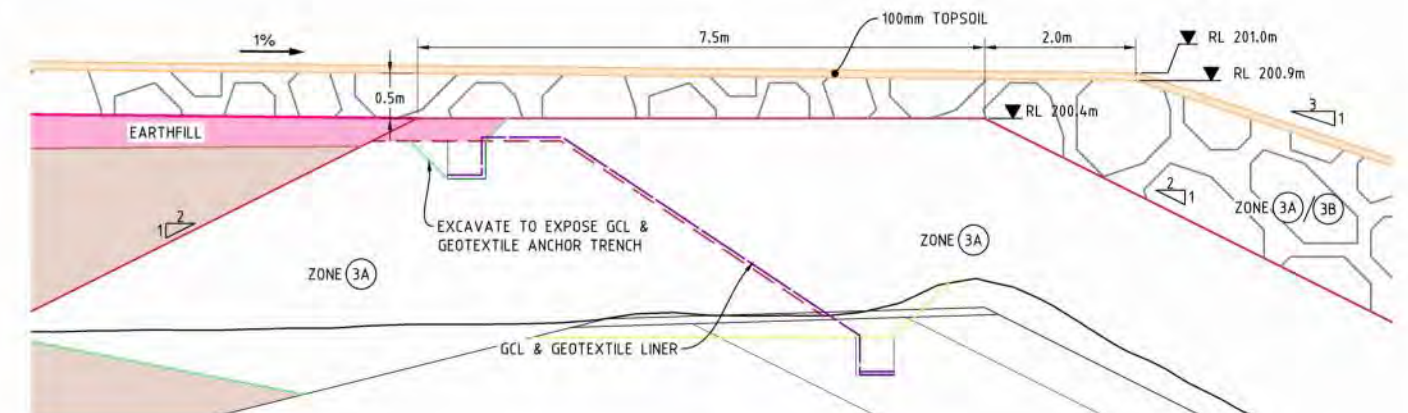 100mm TOPSOIL
1%
7.5m
2.0m
RL 201.0m
RL 200.9m
0.5m
RL 200.4m
3
1
EARTHFILL
2
1
2
1
ZONE 3A / 3B
EXCAVATE TO EXPOSE GCL &
GEOTEXTILE ANCHOR TRENCH
ZONE 3A
ZONE 3A
GCL & GEOTEXTILE LINER